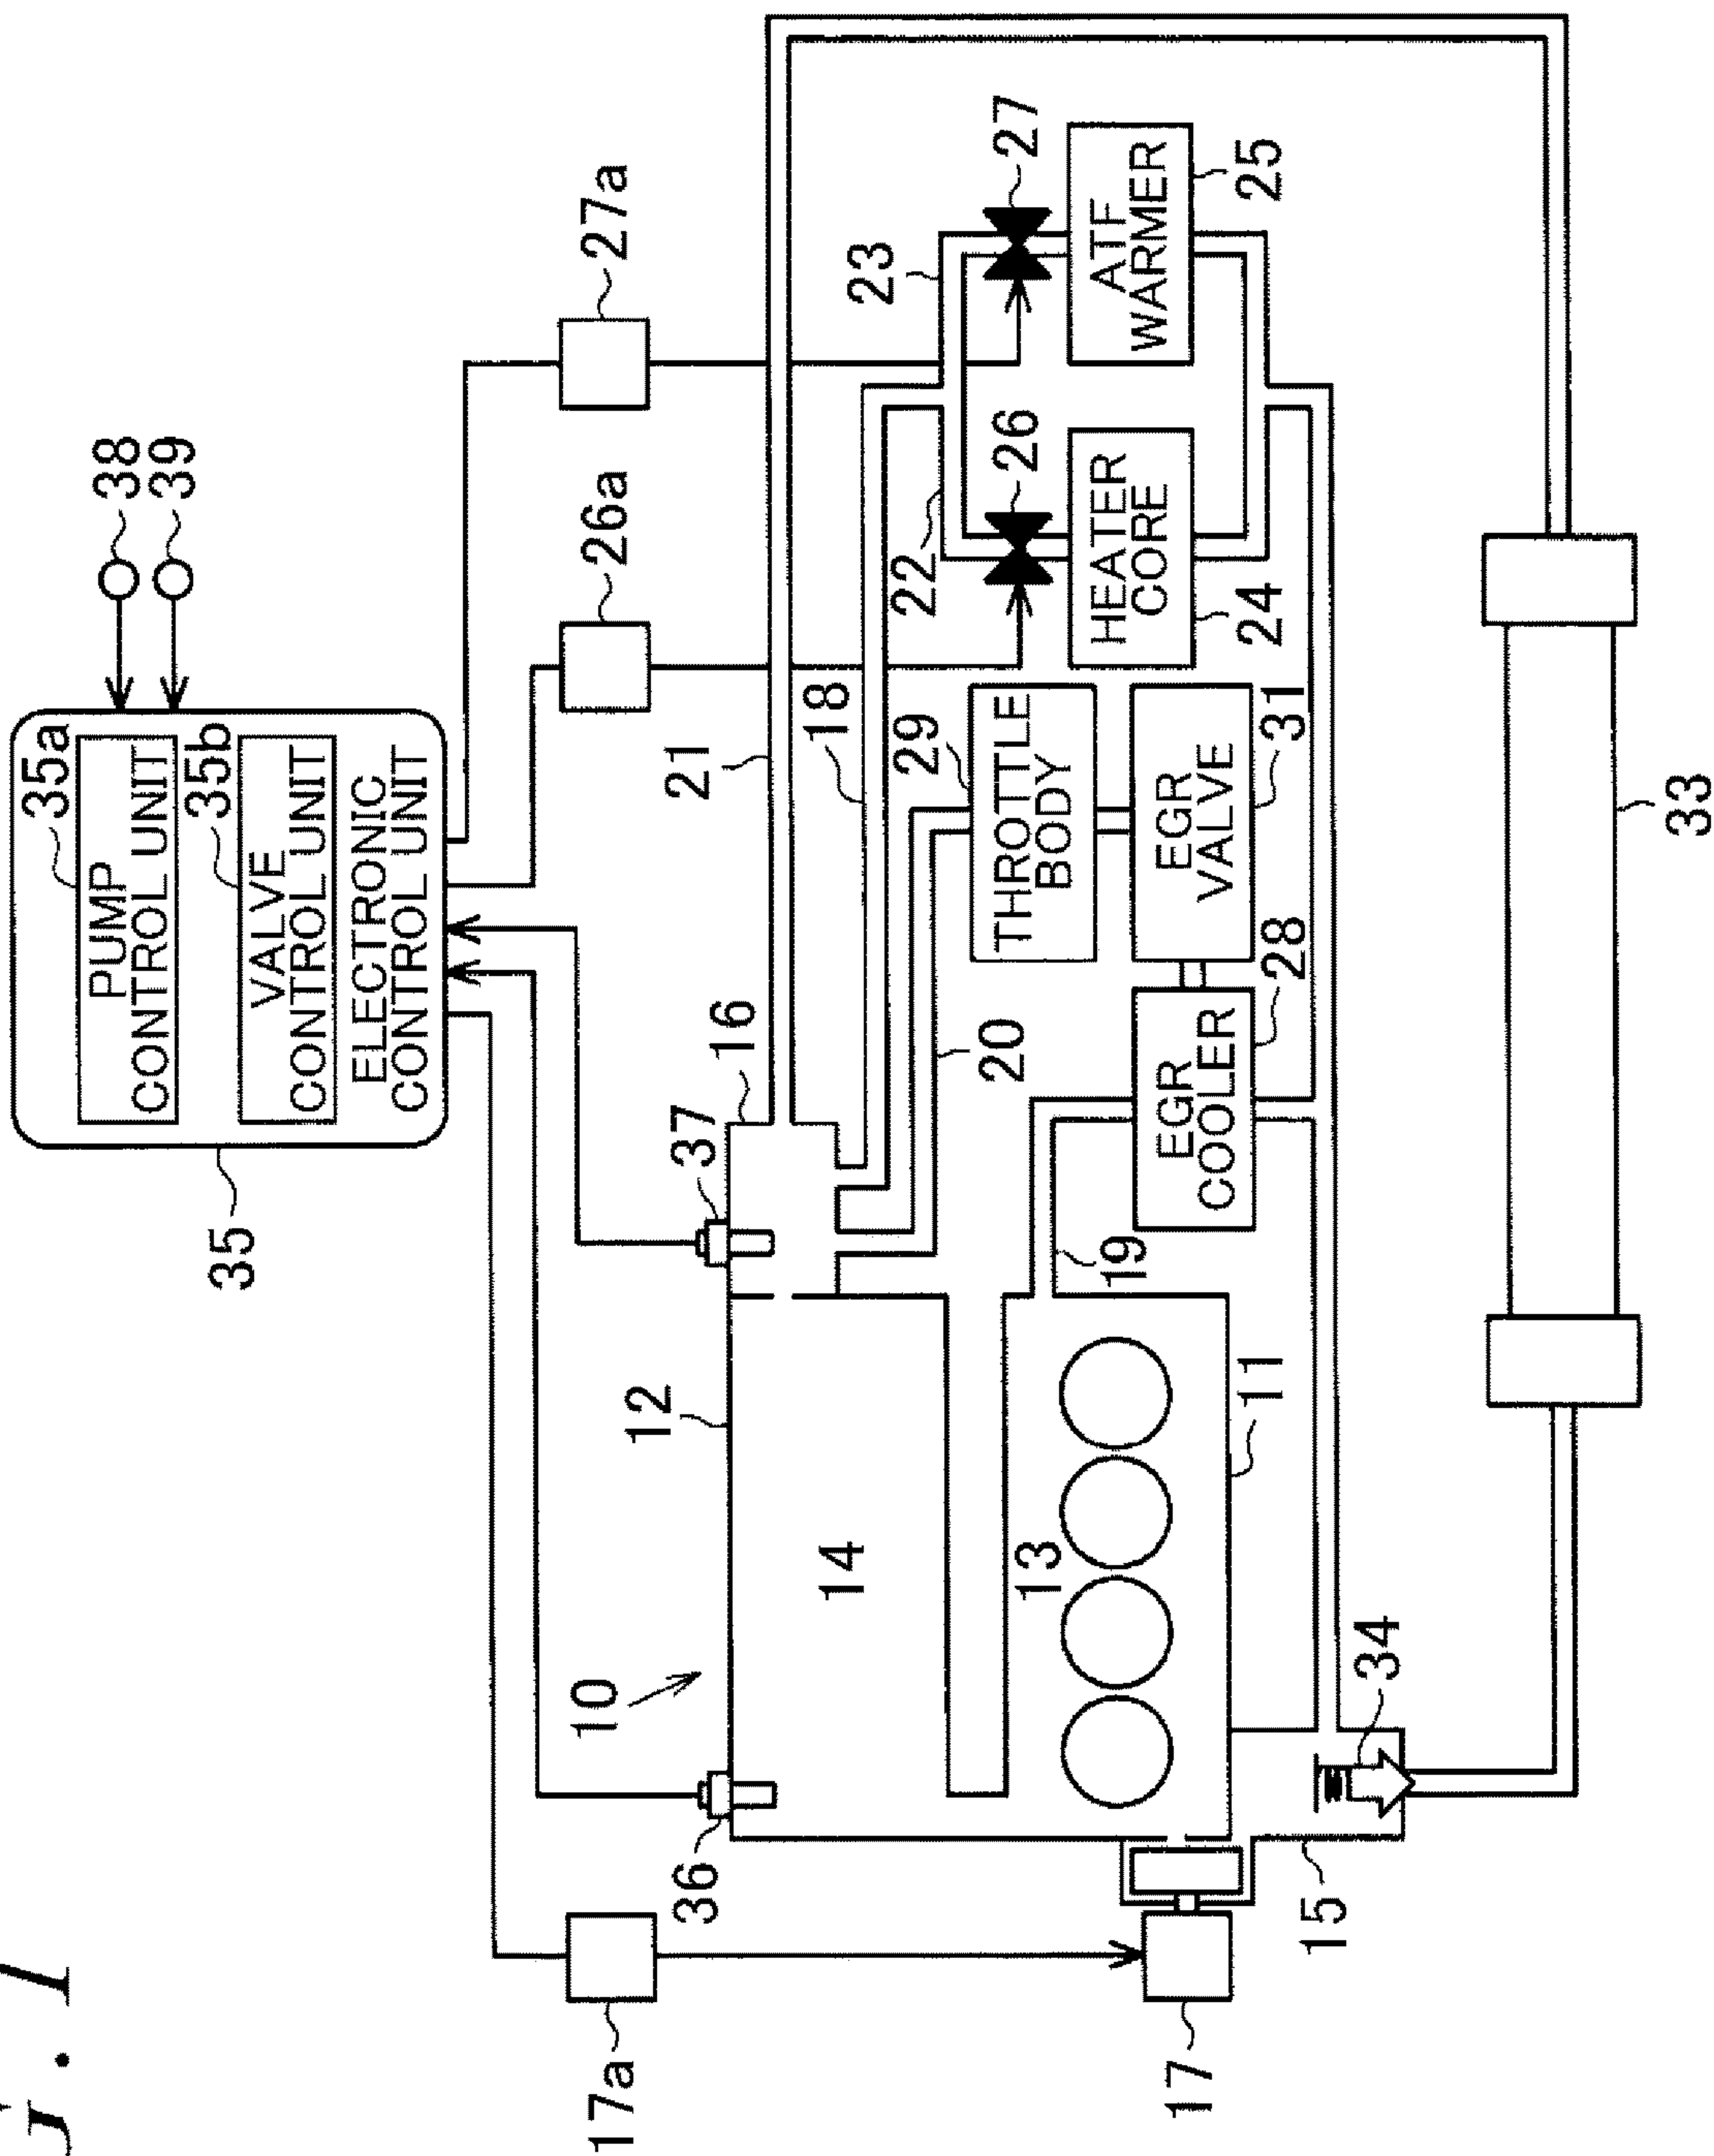 g. 1
35a
PUMP
CONTROL UNIT
35b
VALVE
CONTROL UNIT
ELECTRONIC
CONTROL UNIT
35
38
39
27a
26a
17a
10
12
36
37
16
21
18
14
13
11
19
20
22
23
26
27
29
THROTTLE
BODY
EGR
VALVE
31
EGR
COOLER
28
HEATER
CORE
24
ATF
WARMER
25
17
15
34
33